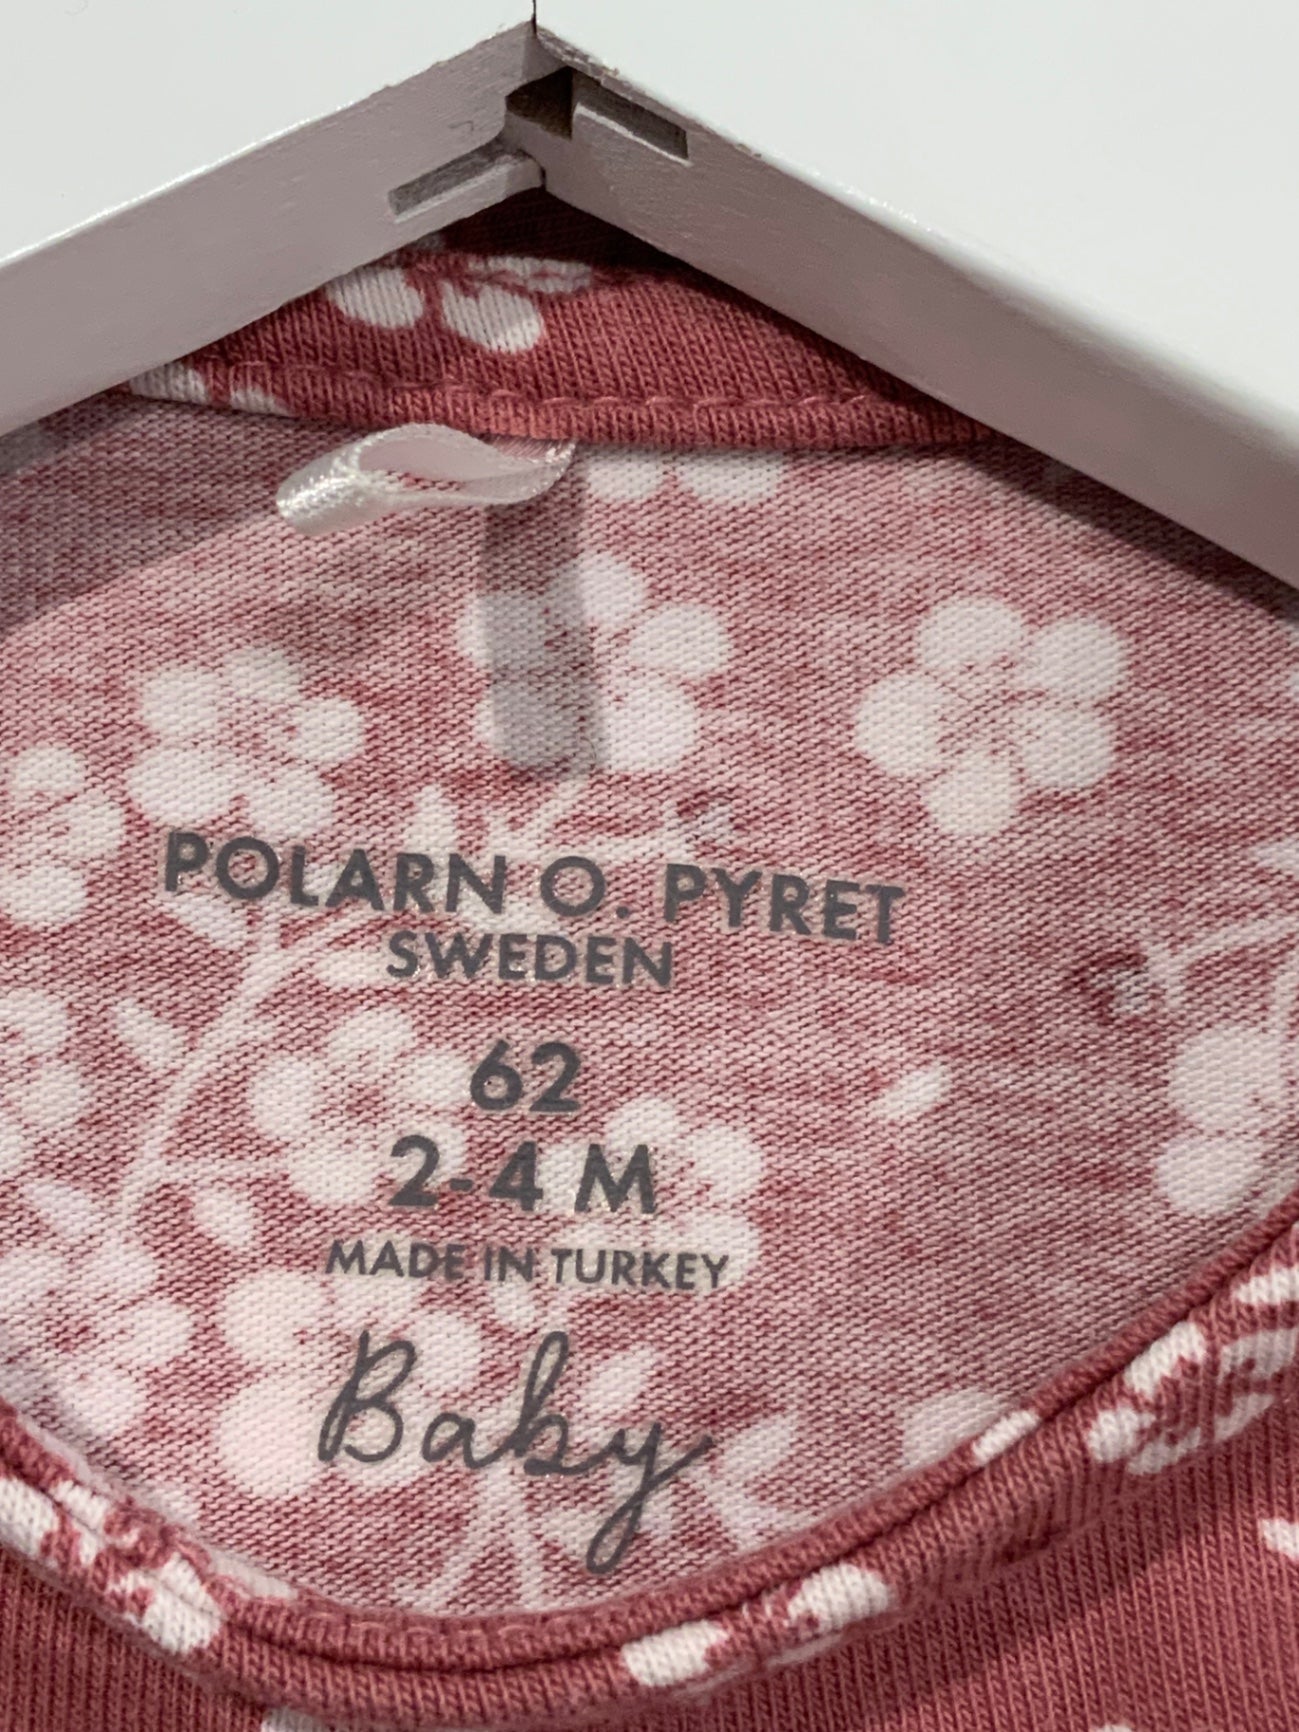 POLARN O. PYRET
SWEDEN
62
2-4 M
MADE IN TURKEY
Baby